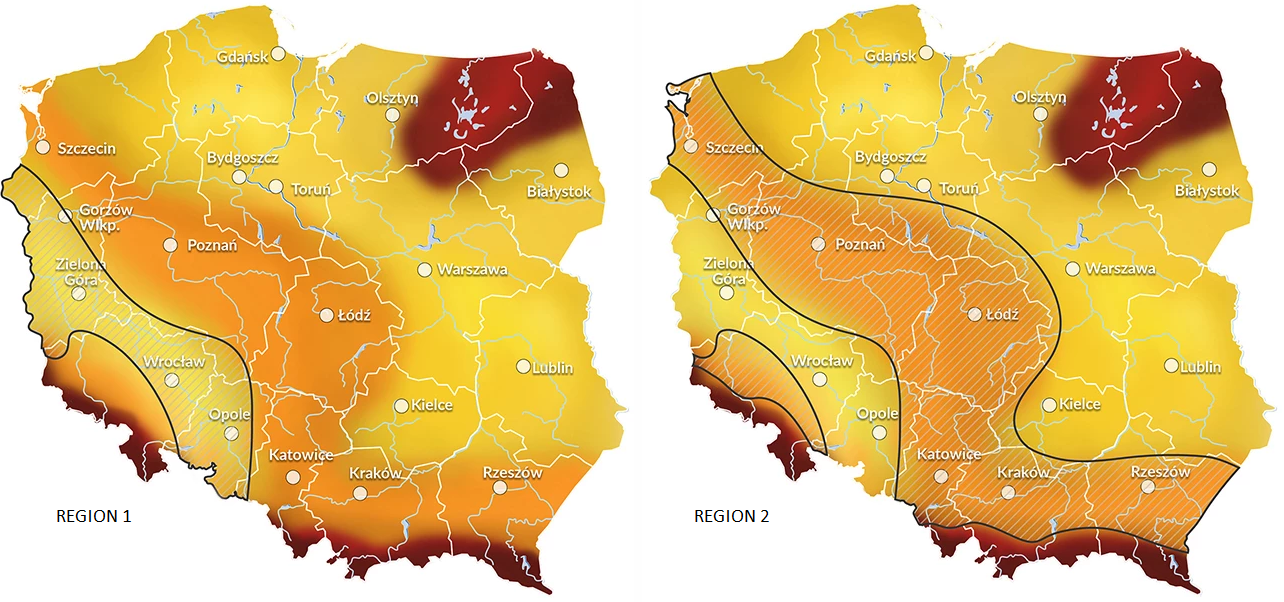 Gdańsk
Olsztyn
Szczecin
Bydgoszcz
Toruń
Białystok
Gorzów
Wlkp.
Poznań
Warszawa
Zielona
Góra
Łódź
Wrocław
Lublin
Opole
Kielce
Katowice
Kraków
Rzeszów
REGION 1
Gdańsk
Olsztyn
Szczecin
Bydgoszcz
Toruń
Białystok
Gorzów
Wlkp.
Poznań
Warszawa
Zielona
Góra
Łódź
Wrocław
Lublin
Opole
Kielce
Katowice
Kraków
Rzeszów
REGION 2